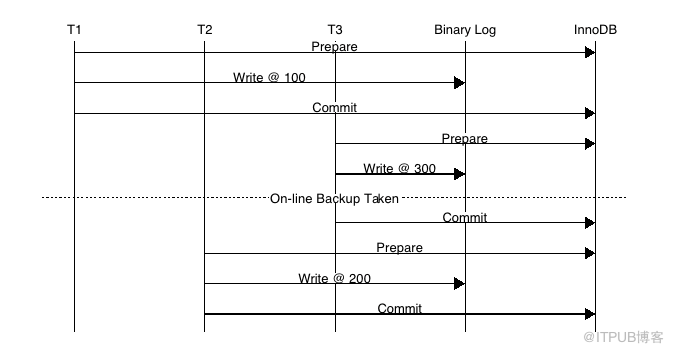 T1 T2 T3 Binary Log InnoDB
Prepare
Write @ 100
Commit
Prepare
Write @ 300
On-line Backup Taken
Commit
Prepare
Write @ 200
Commit
@ITPUB博客